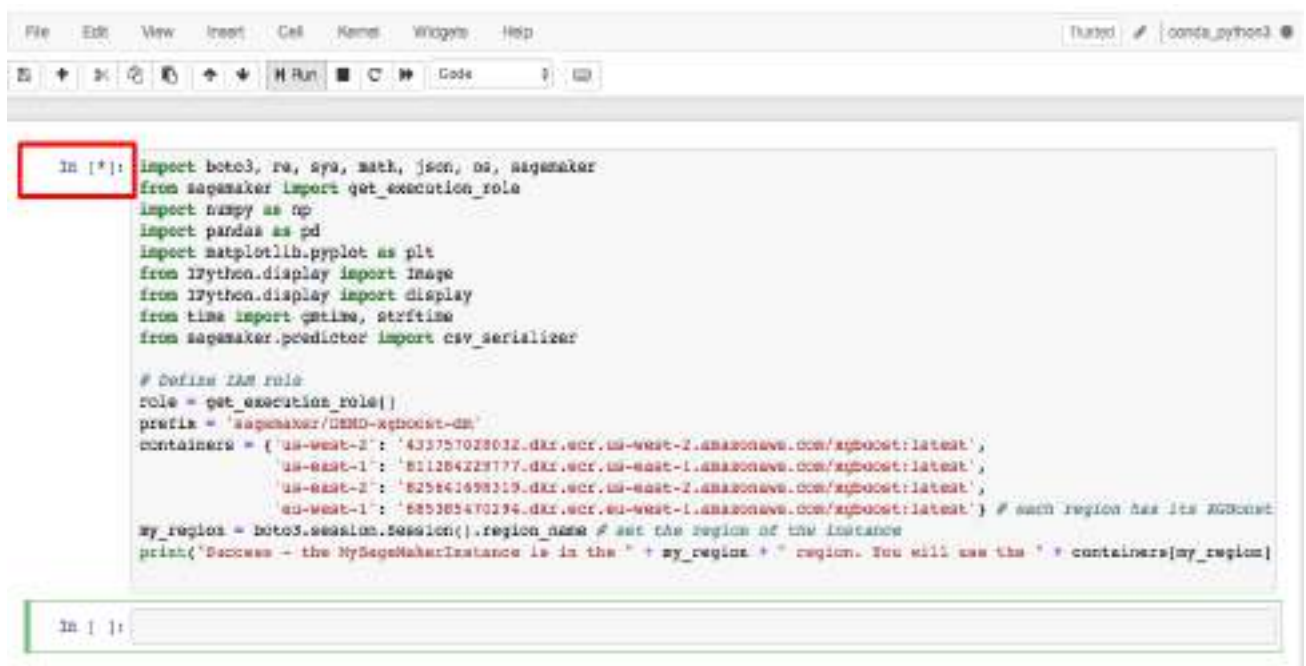 File Edit View Insert Cell Kernel Widgets Help Trusted conda_python3
Run Code
In [*]: import boto3, re, sys, math, json, os, sagemaker
from sagemaker import get_execution_role
import numpy as np
import pandas as pd
import matplotlib.pyplot as plt
from IPython.display import Image
from IPython.display import display
from time import gmtime, strftime
from sagemaker.predictor import csv_serializer
# Define IAM role
role = get_execution_role()
prefix = 'sagemaker/DEMO-xgboost-dm'
containers = {'us-west-2': '433757028032.dkr.ecr.us-west-2.amazonaws.com/xgboost:latest',
'us-east-1': '811284229777.dkr.ecr.us-east-1.amazonaws.com/xgboost:latest',
'us-east-2': '825641698319.dkr.ecr.us-east-2.amazonaws.com/xgboost:latest',
'eu-west-1': '685385470294.dkr.ecr.eu-west-1.amazonaws.com/xgboost:latest'} # each region has its XGBoost
my_region = boto3.session.Session().region_name # set the region of the instance
print("Success - the MySageMakerInstance is in the " + my_region + " region. You will use the " + containers[my_region]
In [ ]: